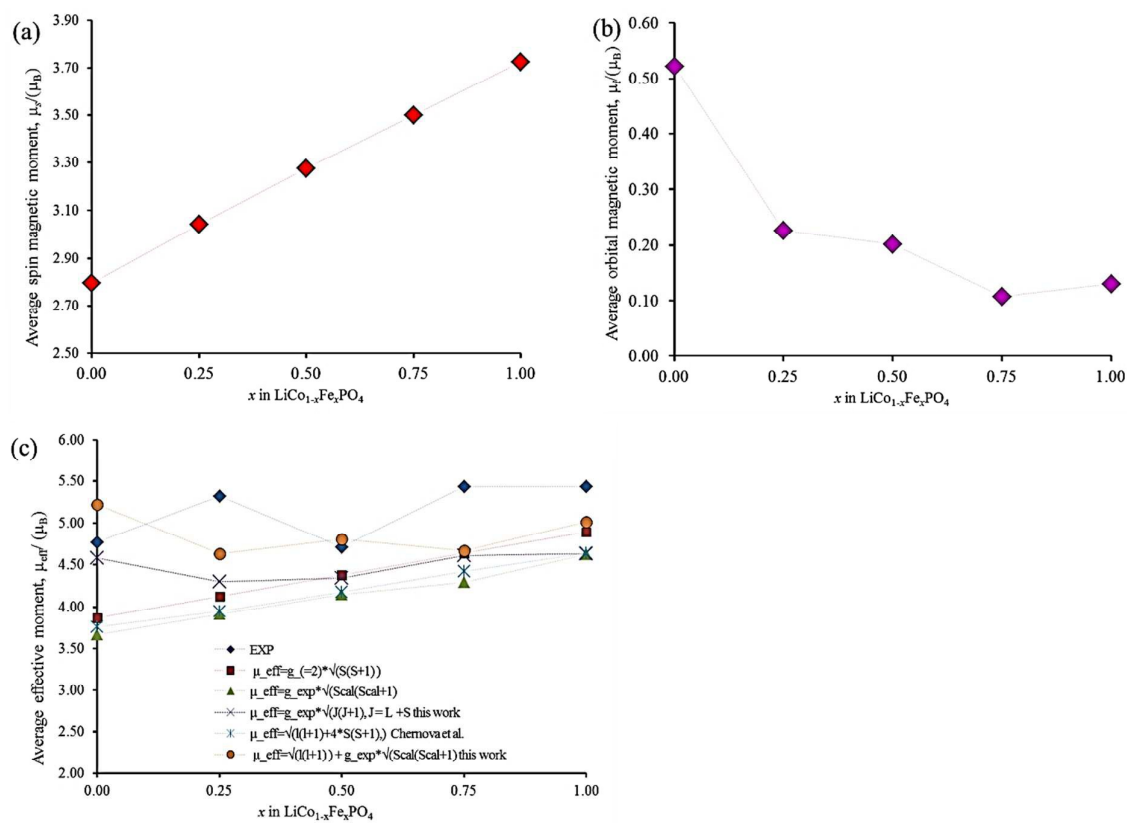 (a)
Average spin magnetic moment, μs/(μB)
3.90
3.70
3.50
3.30
3.10
2.90
2.70
2.50
0.00 0.25 0.50 0.75 1.00
x in LiCo1-xFexPO4
(b)
Average orbital magnetic moment, μl/(μB)
0.60
0.50
0.40
0.30
0.20
0.10
0.00
0.00 0.25 0.50 0.75 1.00
x in LiCo1-xFexPO4
(c)
Average effective moment, μeff/ (μB)
6.00
5.50
5.00
4.50
4.00
3.50
3.00
2.50
2.00
EXP
μ_eff=g_(=2)*√(S(S+1))
μ_eff=g_exp*√(Scal(Scal+1)
μ_eff=g_exp*√(J(J+1), J = L +S this work
μ_eff=√(l(l+1)+4*S(S+1),) Chernova et al.
μ_eff=√(l(l+1)) + g_exp*√(Scal(Scal+1) this work
0.00 0.25 0.50 0.75 1.00
x in LiCo1-xFexPO4